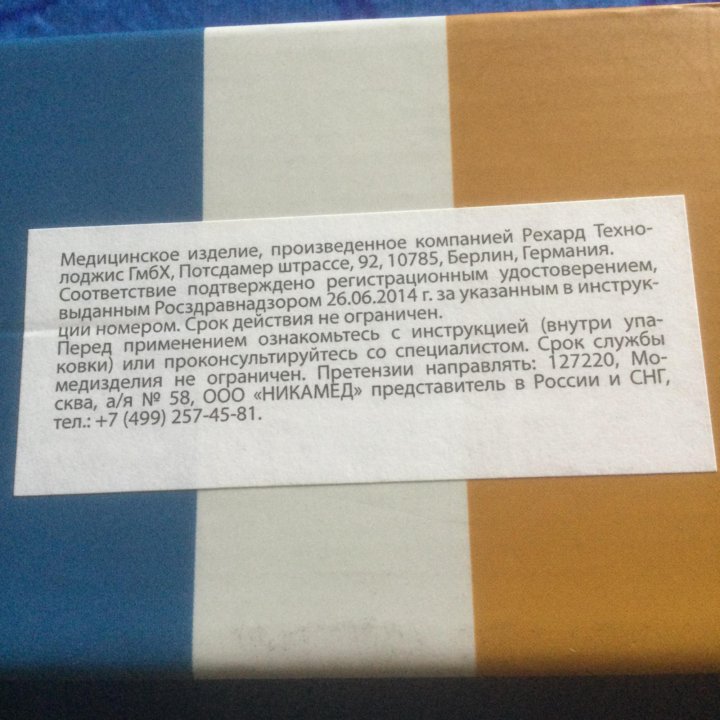 Медицинское изделие, произведенное компанией Рехард Техно-
лоджис ГмбХ, Потсдамер штрассе, 92, 10785, Берлин, Германия.
Соответствие подтверждено регистрационным удостоверением,
выданным Росздравнадзором 26.06.2014 г. за указанным в инструк-
ции номером. Срок действия не ограничен.
Перед применением ознакомьтесь с инструкцией (внутри упа-
ковки) или проконсультируйтесь со специалистом. Срок службы
медизделия не ограничен. Претензии направлять: 127220, Мо-
сква, а/я № 58, ООО «НИКАМЕД» представитель в России и СНГ,
тел.: +7 (499) 257-45-81.